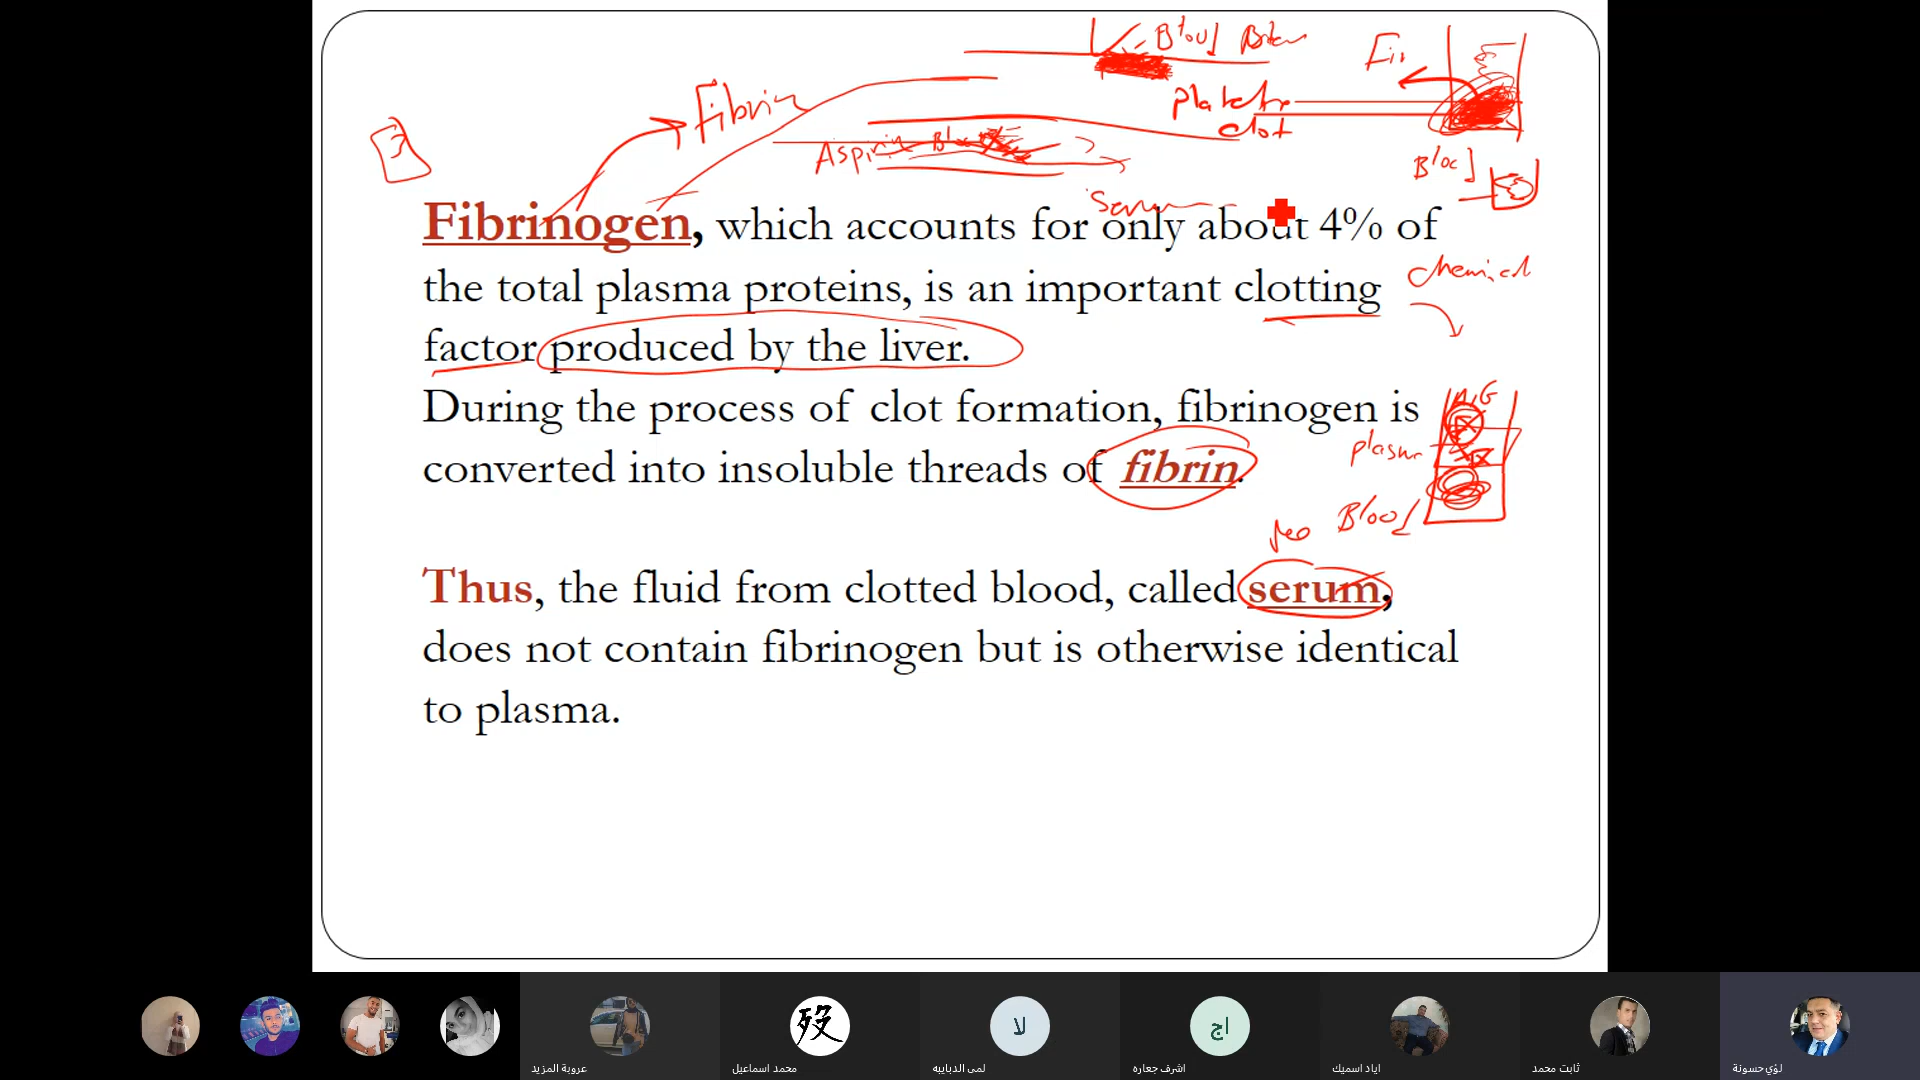 Blood
Fibrin
platelete
clot
Aspirin
Blood
Serum
Fibrinogen, which accounts for only about 4% of
the total plasma proteins, is an important clotting
chemical
factor produced by the liver.
During the process of clot formation, fibrinogen is
converted into insoluble threads of fibrin.
plasma
Blood
Thus, the fluid from clotted blood, called serum,
does not contain fibrinogen but is otherwise identical
to plasma.
لا
اج
عروبة المزيد
محمد اسماعيل
لمى الدبايبه
اشرف جعاره
اياد اسميك
ثابت محمد
لؤي حسونة